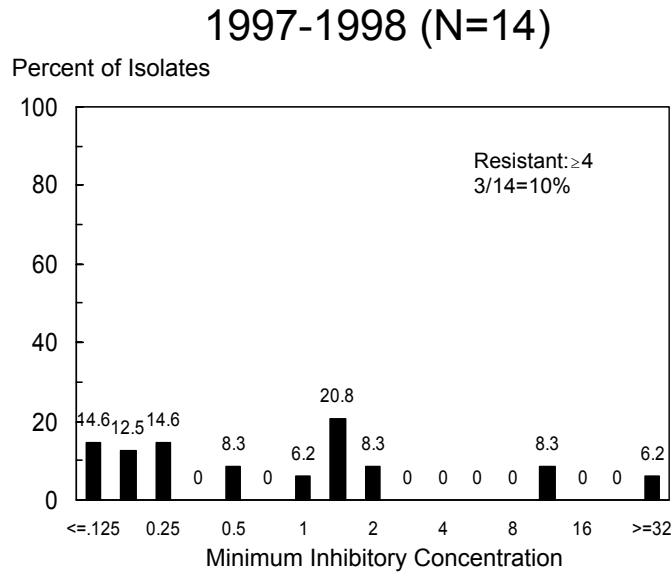 1997-1998 (N=14)
Percent of Isolates
100
80
60
40
20
0
Resistant:≥4
3/14=10%
14.6 12.5 14.6 0 8.3 0 6.2 20.8 8.3 0 0 0 0 8.3 0 0 6.2
<=.125 0.25 0.5 1 2 4 8 16 >=32
Minimum Inhibitory Concentration